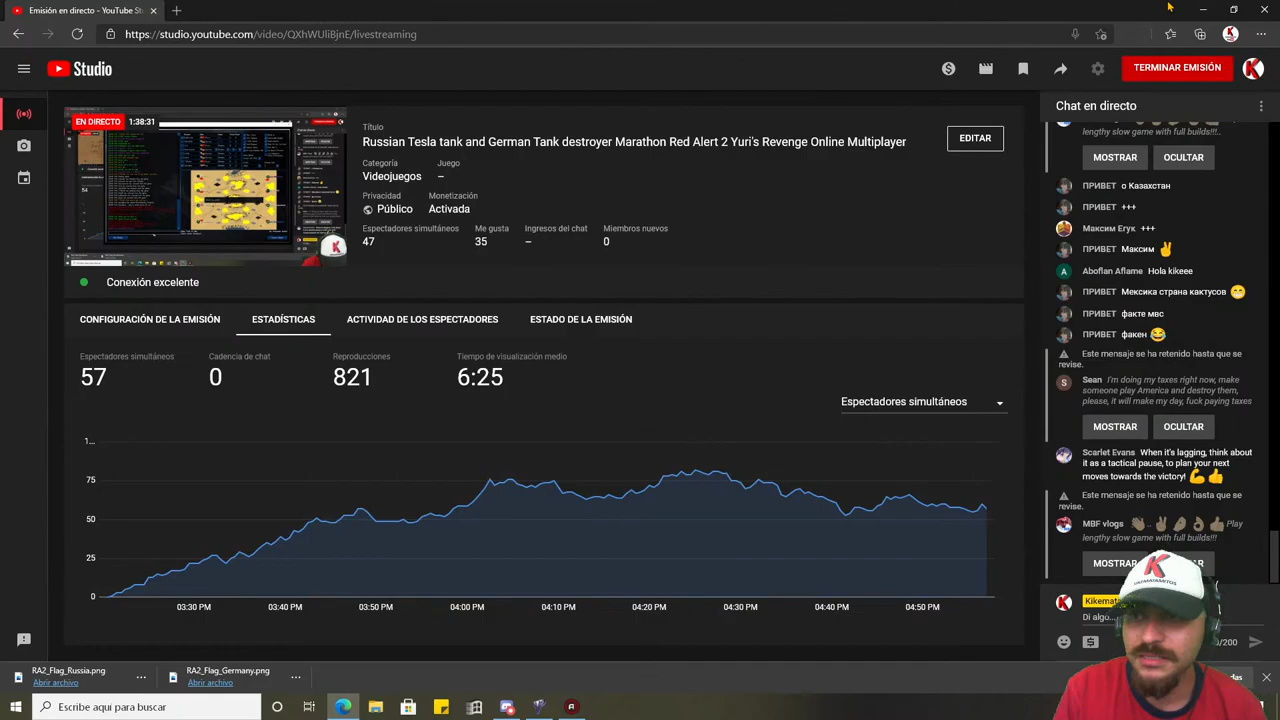 Emisión en directo - YouTube St
https://studio.youtube.com/video/QXhWUliBjnE/livestreaming
Studio
TERMINAR EMISIÓN
EN DIRECTO 1:38:31
Título
Russian Tesla tank and German Tank destroyer Marathon Red Alert 2 Yuris Revenge Online Multiplayer
EDITAR
Categoría Juego
Videojuegos –
Privacidad Monetización
Público Activada
Espectadores simultáneos Me gusta Ingresos del chat Miembros nuevos
47 35 – 0
Conexión excelente
CONFIGURACIÓN DE LA EMISIÓN ESTADÍSTICAS ACTIVIDAD DE LOS ESPECTADORES ESTADO DE LA EMISIÓN
Espectadores simultáneos Cadencia de chat Reproducciones Tiempo de visualización medio
57 0 821 6:25
Espectadores simultáneos
1...
75
50
25
0
03:30 PM 03:40 PM 03:50 PM 04:00 PM 04:10 PM 04:20 PM 04:30 PM 04:40 PM 04:50 PM
Chat en directo
lengthy slow game with full builds!!..
MOSTRAR OCULTAR
ПРИВЕТ о Казахстан
ПРИВЕТ +++
Максим Егук +++
ПРИВЕТ Максим ✌
Aboflan Aflame Hola kikeee
ПРИВЕТ Мексика страна кактусов 😁
ПРИВЕТ факте мвс
ПРИВЕТ факен 😂
Este mensaje se ha retenido hasta que se
revise.
Sean I'm doing my taxes right now, make
someone play America and destroy them,
please, it will make my day, fuck paying taxes
MOSTRAR OCULTAR
Scarlet Evans When it's lagging, think about
it as a tactical pause, to plan your next
moves towards the victory! 💪👍
Este mensaje se ha retenido hasta que se
revise.
MBF vlogs Play
lengthy slow game with full builds!!!
MOSTRAR
Di algo...
/200
RA2_Flag_Russia.png
Abrir archivo
RA2_Flag_Germany.png
Abrir archivo
Escribe aquí para buscar